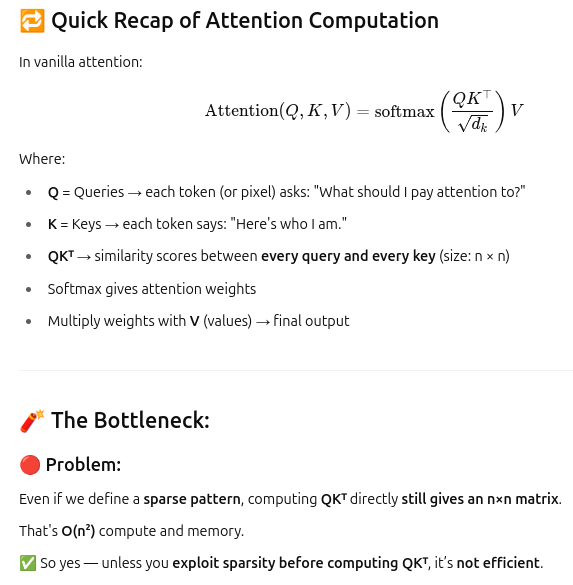 🔁 Quick Recap of Attention Computation
In vanilla attention:
Attention(Q, K, V) = softmax(QK⊤/√dₖ) V
Where:
• Q = Queries → each token (or pixel) asks: "What should I pay attention to?"
• K = Keys → each token says: "Here's who I am."
• QKᵀ → similarity scores between every query and every key (size: n × n)
• Softmax gives attention weights
• Multiply weights with V (values) → final output
🧨 The Bottleneck:
🔴 Problem:
Even if we define a sparse pattern, computing QKᵀ directly still gives an n×n matrix.
That's O(n²) compute and memory.
✅ So yes — unless you exploit sparsity before computing QKᵀ, it’s not efficient.